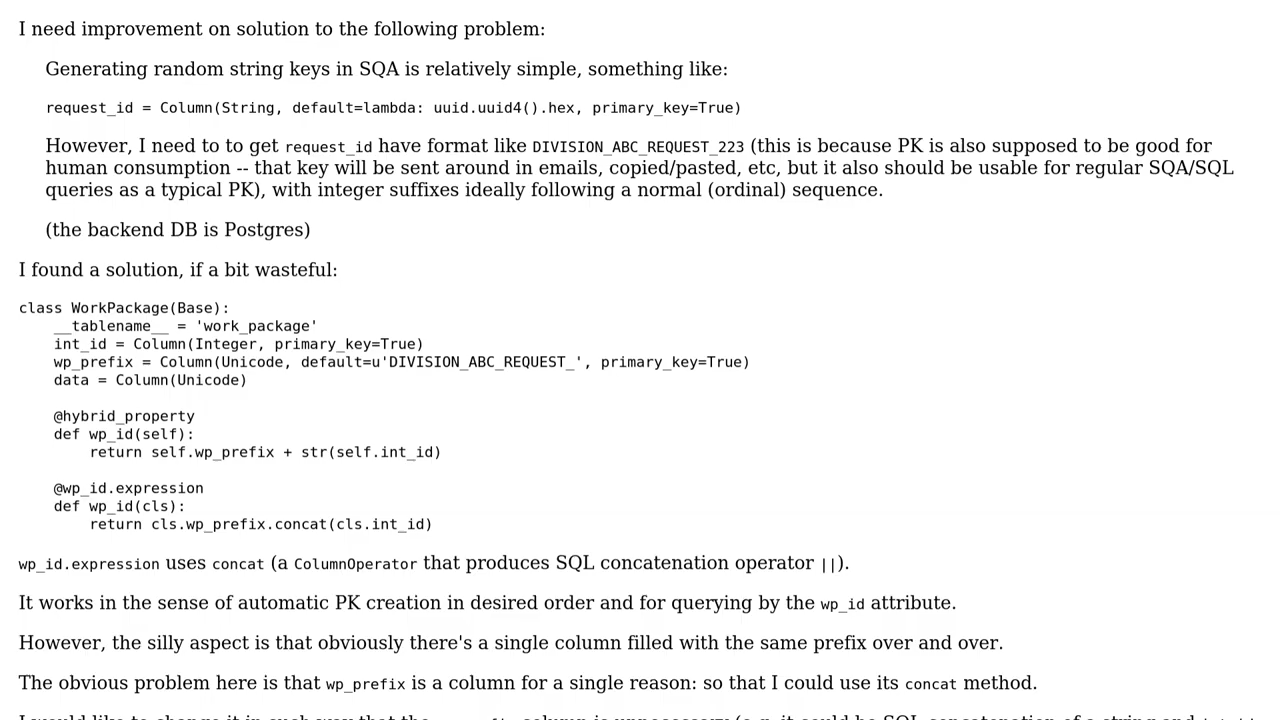 I need improvement on solution to the following problem:
Generating random string keys in SQA is relatively simple, something like:
request_id = Column(String, default=lambda: uuid.uuid4().hex, primary_key=True)
However, I need to to get request_id have format like DIVISION_ABC_REQUEST_223 (this is because PK is also supposed to be good for
human consumption -- that key will be sent around in emails, copied/pasted, etc, but it also should be usable for regular SQA/SQL
queries as a typical PK), with integer suffixes ideally following a normal (ordinal) sequence.
(the backend DB is Postgres)
I found a solution, if a bit wasteful:
class WorkPackage(Base):
    __tablename__ = 'work_package'
    int_id = Column(Integer, primary_key=True)
    wp_prefix = Column(Unicode, default=u'DIVISION_ABC_REQUEST_', primary_key=True)
    data = Column(Unicode)
    @hybrid_property
    def wp_id(self):
        return self.wp_prefix + str(self.int_id)
    @wp_id.expression
    def wp_id(cls):
        return cls.wp_prefix.concat(cls.int_id)
wp_id.expression uses concat (a ColumnOperator that produces SQL concatenation operator ||).
It works in the sense of automatic PK creation in desired order and for querying by the wp_id attribute.
However, the silly aspect is that obviously there's a single column filled with the same prefix over and over.
The obvious problem here is that wp_prefix is a column for a single reason: so that I could use its concat method.
I would like to change it in such way that the